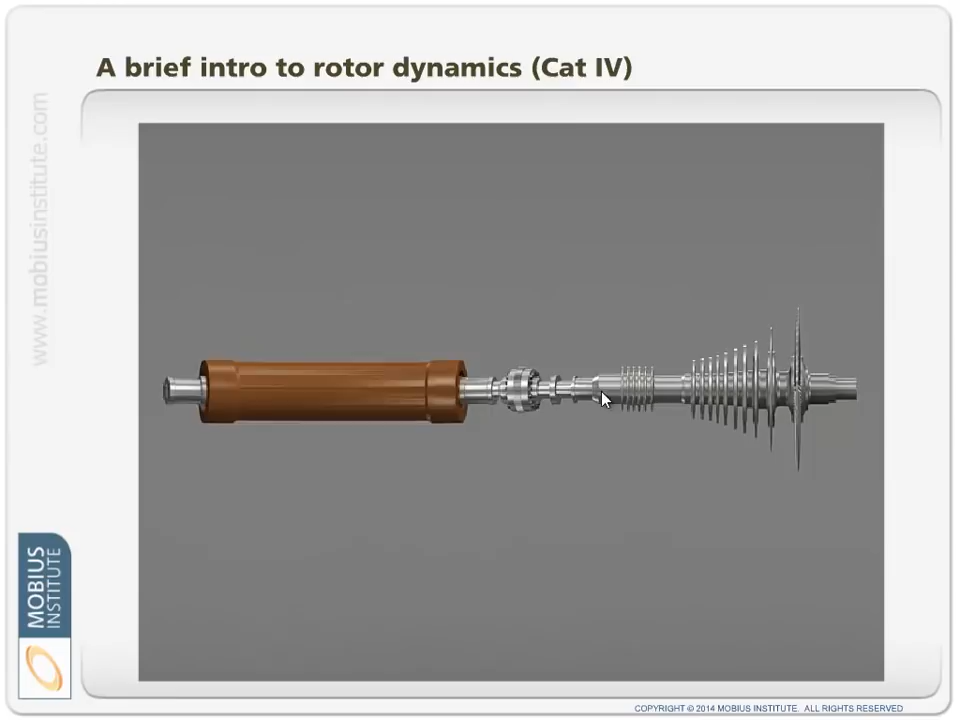 A brief intro to rotor dynamics (Cat IV)
www.mobiusinstitute.com
MOBIUS
INSTITUTE
COPYRIGHT © 2014 MOBIUS INSTITUTE. ALL RIGHTS RESERVED